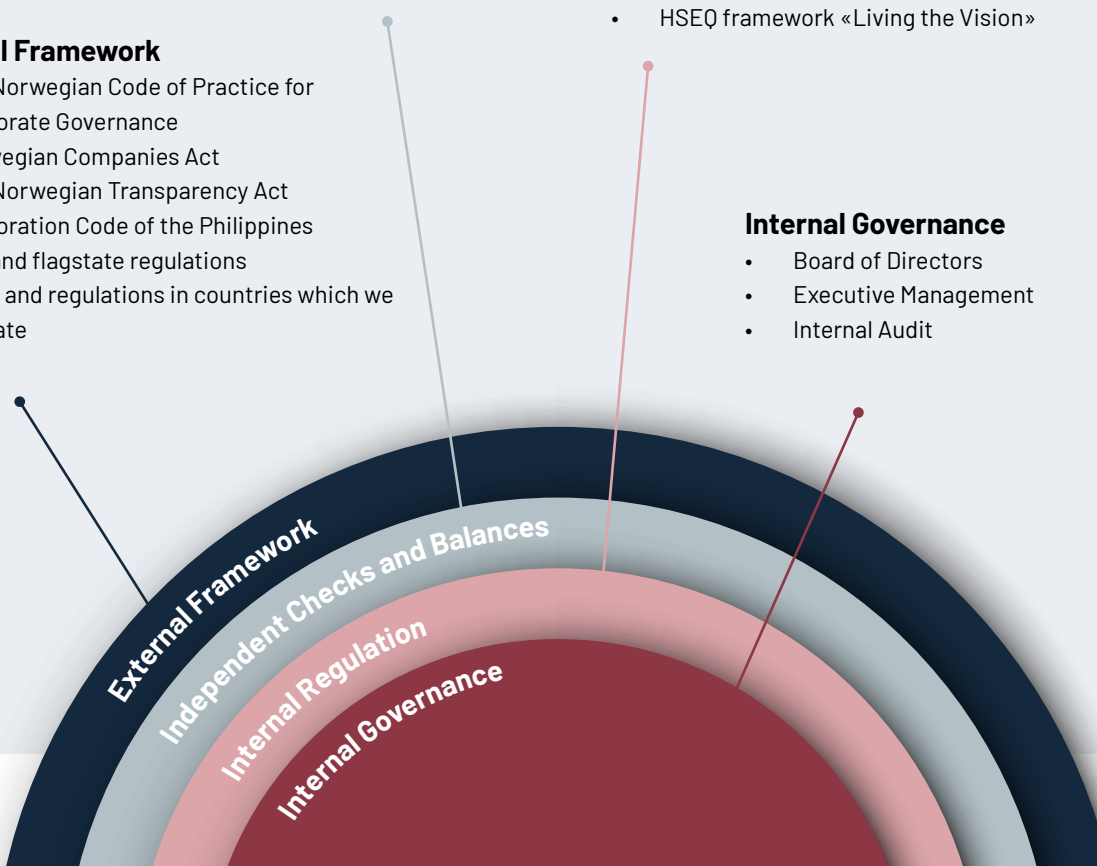 • HSEQ framework «Living the Vision»
l Framework
Norwegian Code of Practice for
orate Governance
egian Companies Act
Norwegian Transparency Act
oration Code of the Philippines
nd flagstate regulations
and regulations in countries which we
ate
Internal Governance
• Board of Directors
• Executive Management
• Internal Audit
External Framework
Independent Checks and Balances
Internal Regulation
Internal Governance